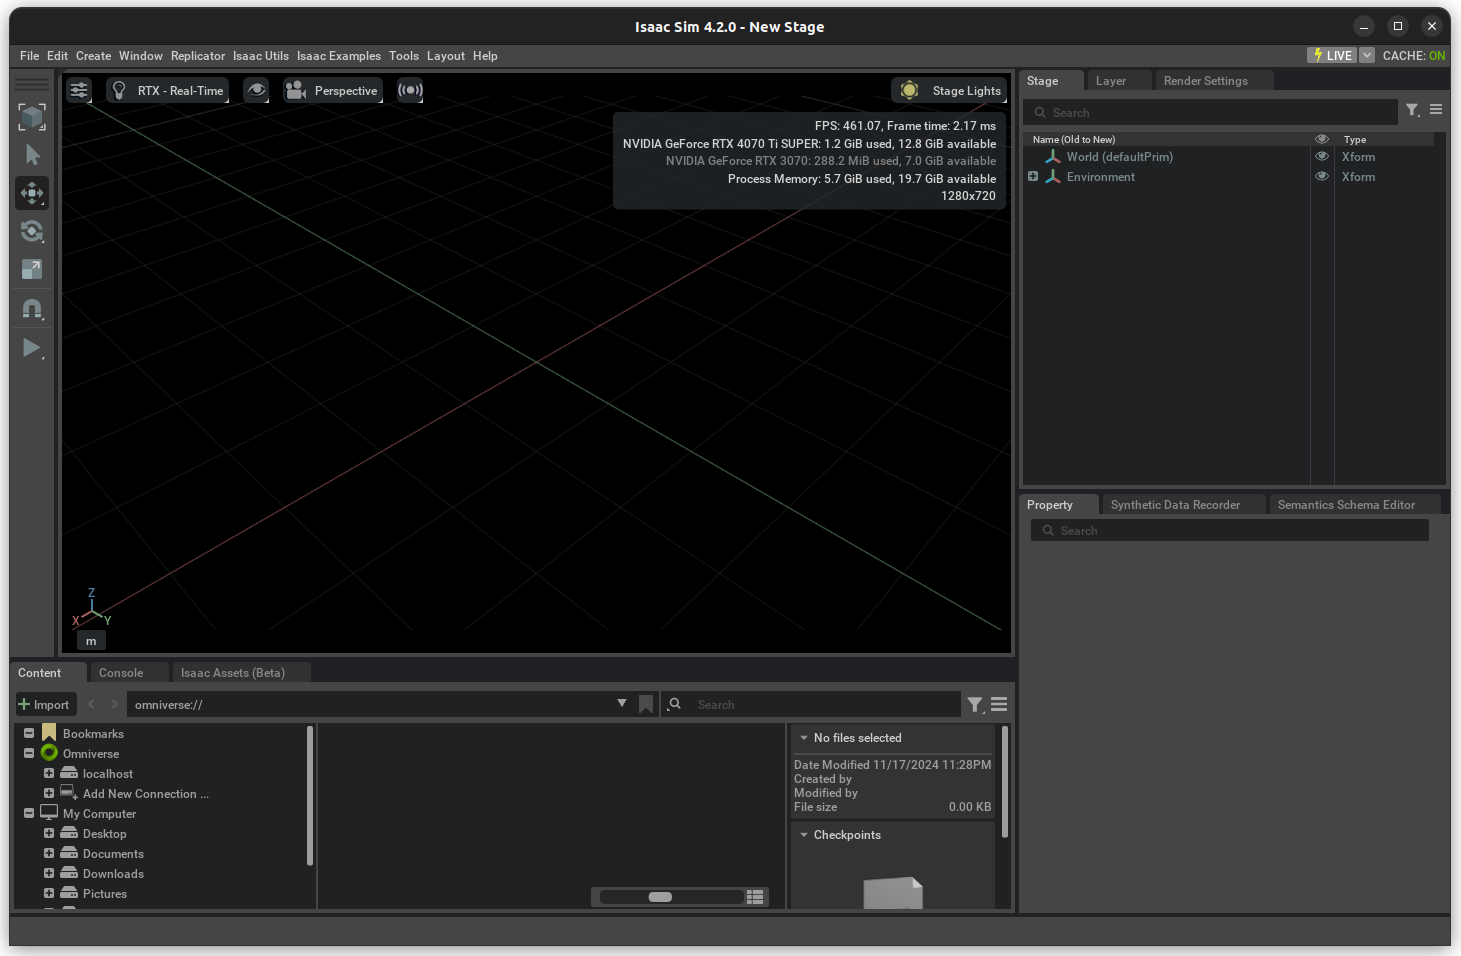 Isaac Sim 4.2.0 - New Stage
File Edit Create Window Replicator Isaac Utils Isaac Examples Tools Layout Help
LIVE CACHE: ON
RTX - Real-Time Perspective Stage Lights
FPS: 461.07, Frame time: 2.17 ms
NVIDIA GeForce RTX 4070 Ti SUPER: 1.2 GiB used, 12.8 GiB available
NVIDIA GeForce RTX 3070: 288.2 MiB used, 7.0 GiB available
Process Memory: 5.7 GiB used, 19.7 GiB available
1280x720
Z
X Y
m
Stage Layer Render Settings
Search
Name (Old to New) Type
World (defaultPrim) Xform
Environment Xform
Property Synthetic Data Recorder Semantics Schema Editor
Search
Content Console Isaac Assets (Beta)
Import omniverse:// Search
Bookmarks
Omniverse
localhost
Add New Connection ...
My Computer
Desktop
Documents
Downloads
Pictures
No files selected
Date Modified 11/17/2024 11:28PM
Created by
Modified by
File size 0.00 KB
Checkpoints